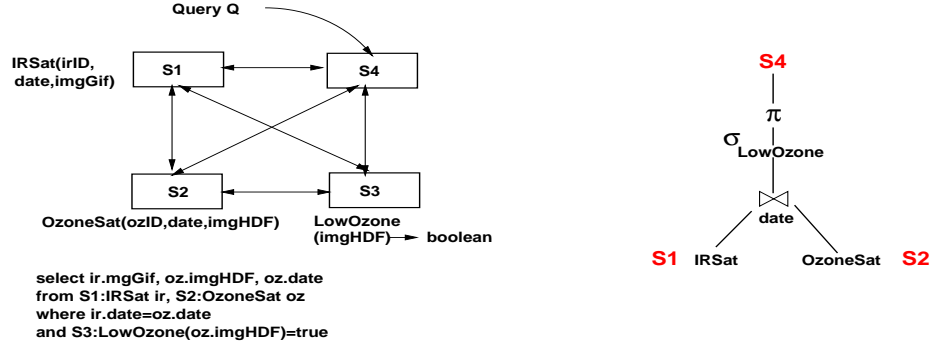 Query Q
IRSat(irID,
date,imgGif)
S1
S4
S2
S3
OzoneSat(ozID,date,imgHDF)
LowOzone
(imgHDF)
boolean
select ir.mgGif, oz.imgHDF, oz.date
from S1:IRSat ir, S2:OzoneSat oz
where ir.date=oz.date
and S3:LowOzone(oz.imgHDF)=true
S4
π
σ LowOzone
date
S1 IRSat
OzoneSat S2